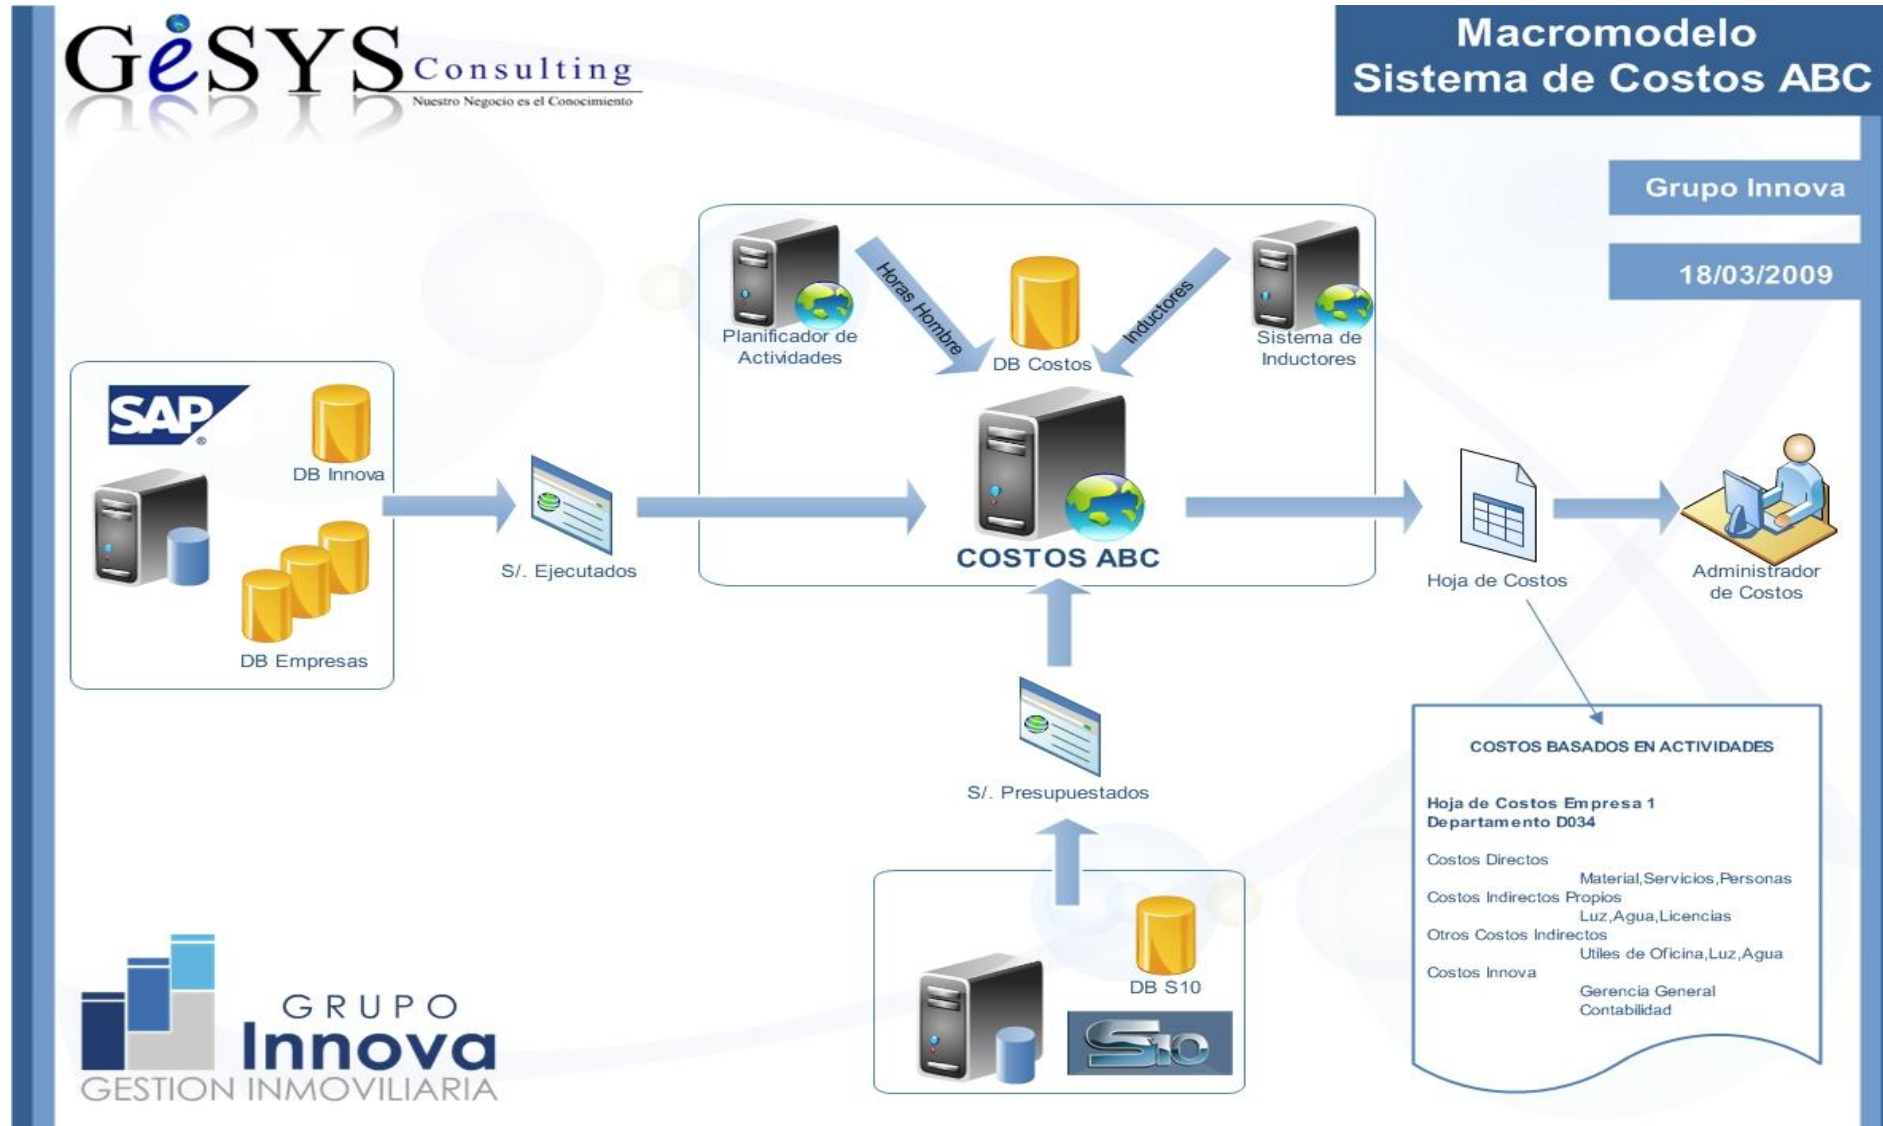 GeSYS Consulting
Nuestro Negocio es el Conocimiento
Macromodelo
Sistema de Costos ABC
Grupo Innova
18/03/2009
Planificador de
Actividades
Horas Hombre
DB Costos
Inductores
Sistema de
Inductores
SAP
®
DB Innova
DB Empresas
S/. Ejecutados
COSTOS ABC
Hoja de Costos
Administrador
de Costos
S/. Presupuestados
DB S10
S10
COSTOS BASADOS EN ACTIVIDADES
Hoja de Costos Empresa 1
Departamento D034
Costos Directos
Material,Servicios,Personas
Costos Indirectos Propios
Luz,Agua,Licencias
Otros Costos Indirectos
Utiles de Oficina,Luz,Agua
Costos Innova
Gerencia General
Contabilidad
GRUPO
Innova
GESTION INMOVILIARIA